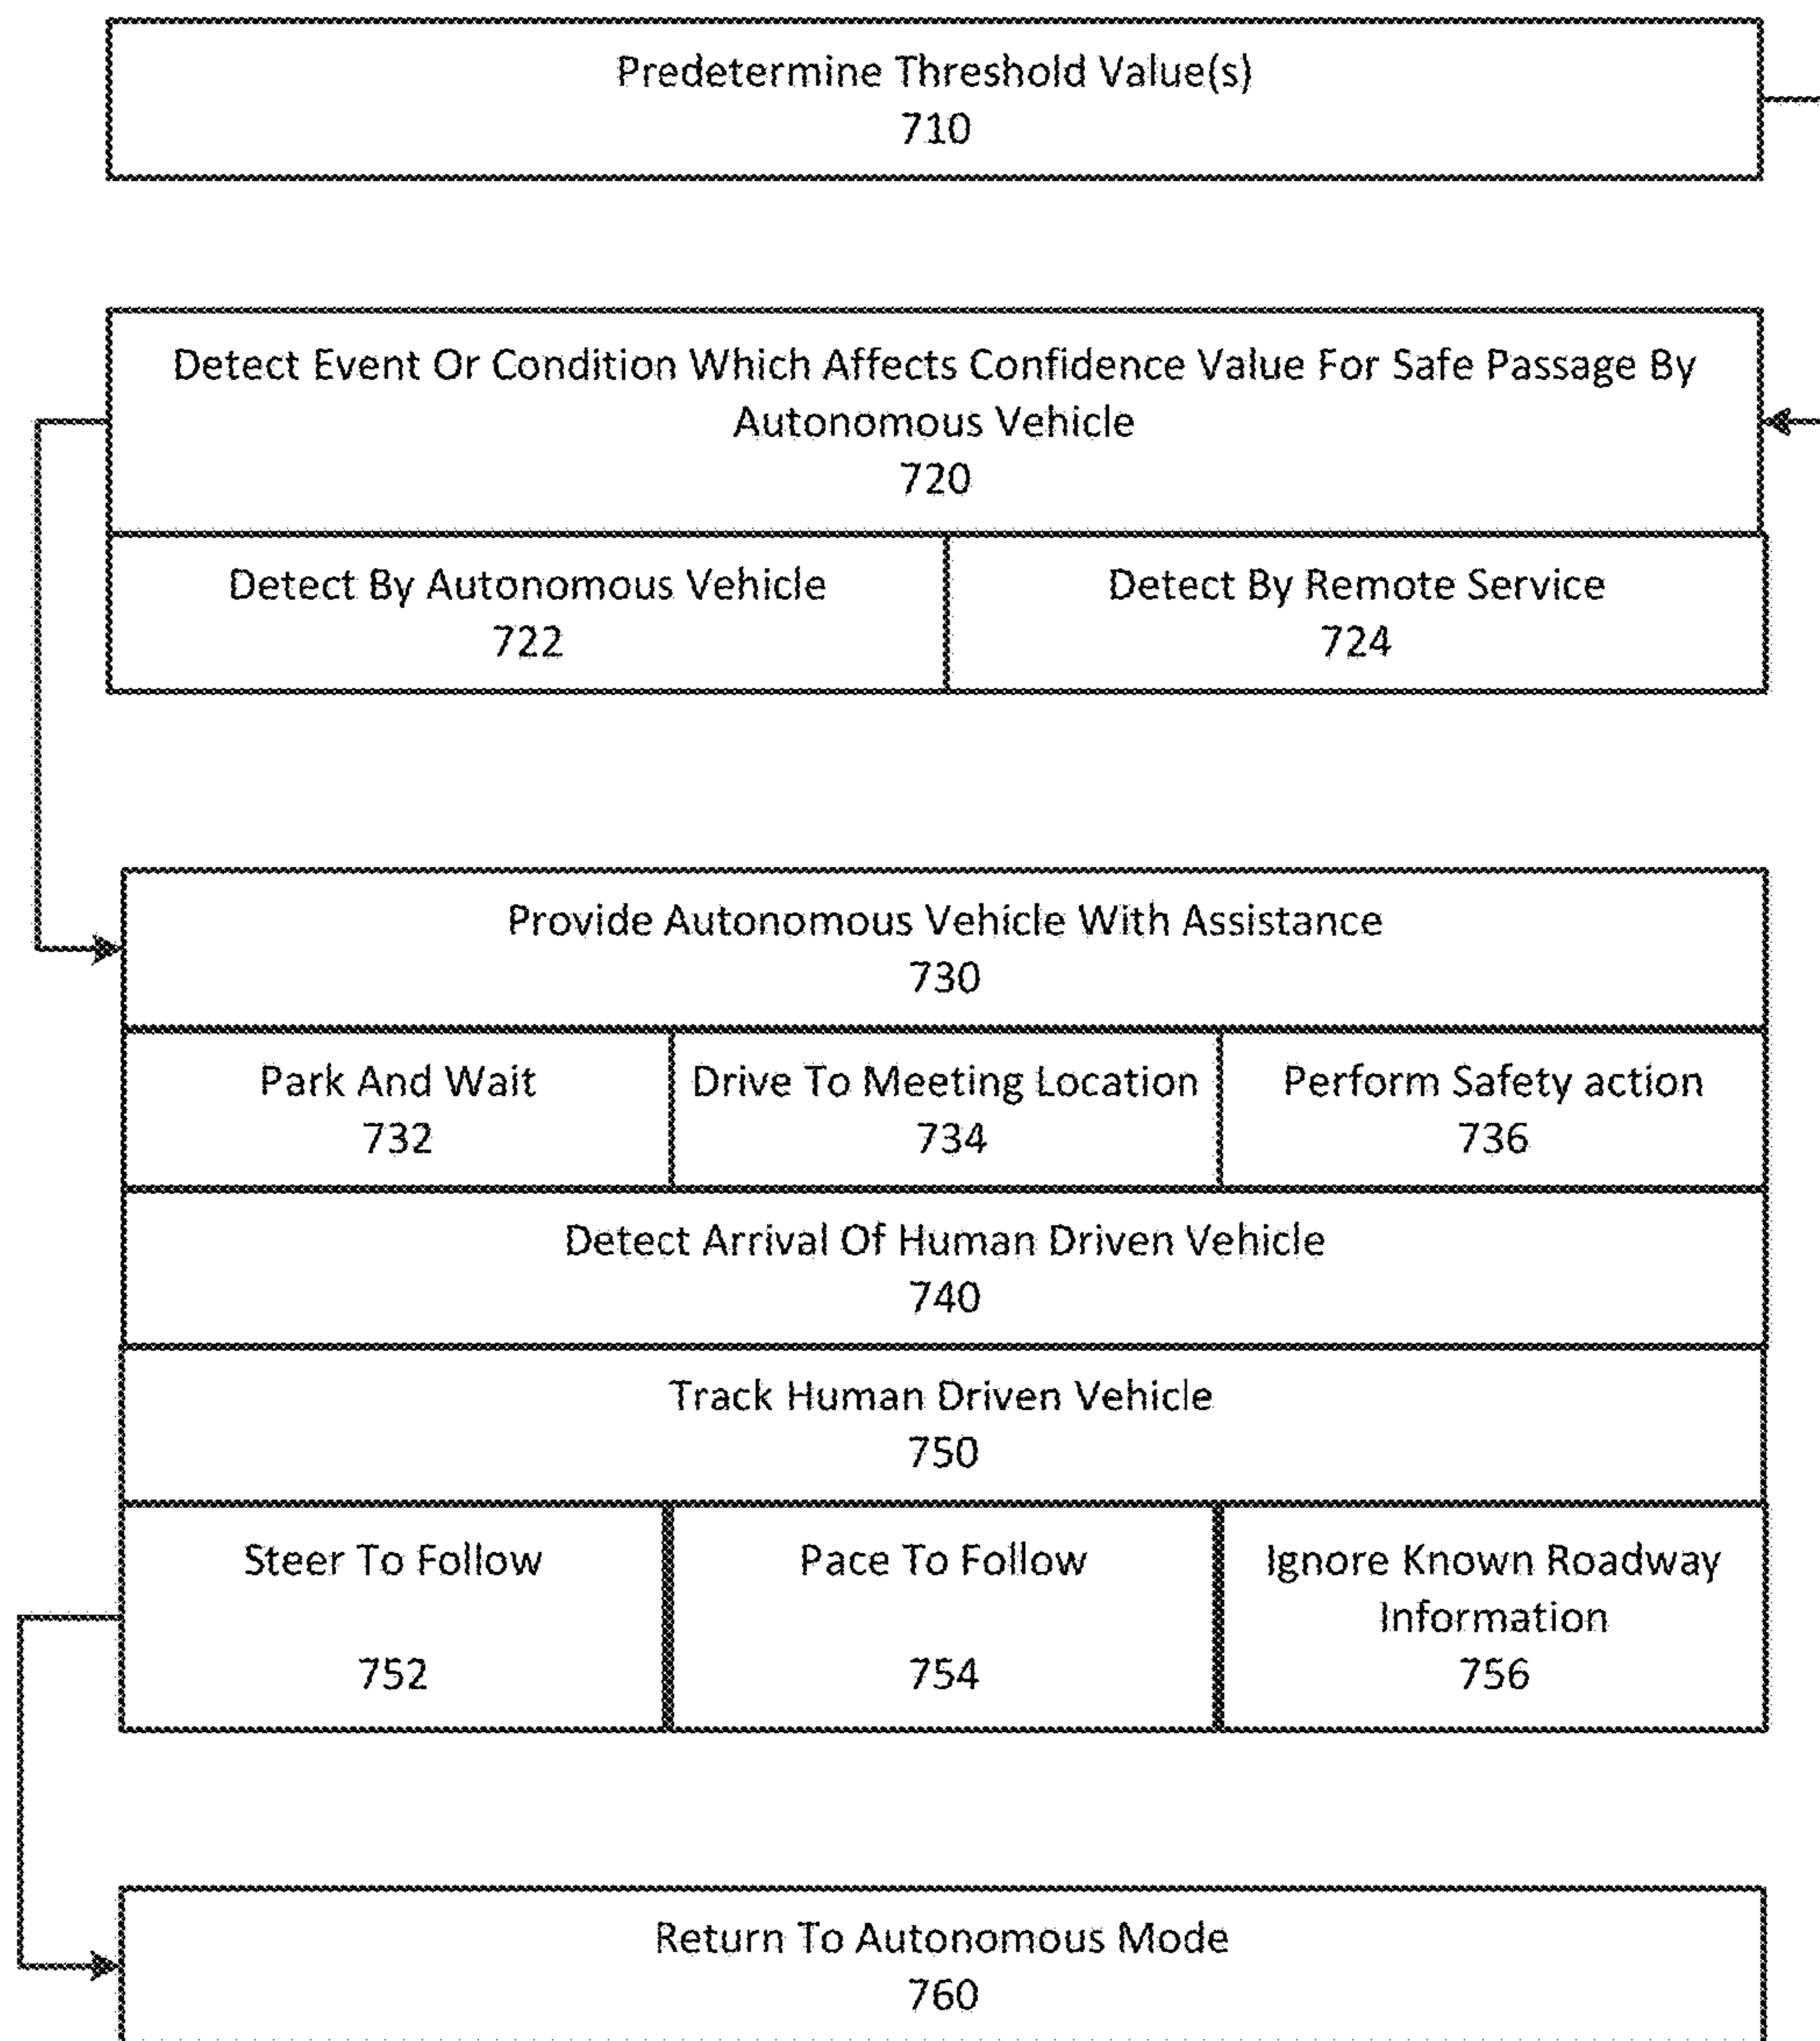 Predetermine Threshold Value(s)
710
Detect Event Or Condition Which Affects Confidence Value For Safe Passage By
Autonomous Vehicle
720
Detect By Autonomous Vehicle
722
Detect By Remote Service
724
Provide Autonomous Vehicle With Assistance
730
Park And Wait
732
Drive To Meeting Location
734
Perform Safety action
736
Detect Arrival Of Human Driven Vehicle
740
Track Human Driven Vehicle
750
Steer To Follow
752
Pace To Follow
754
Ignore Known Roadway
Information
756
Return To Autonomous Mode
760